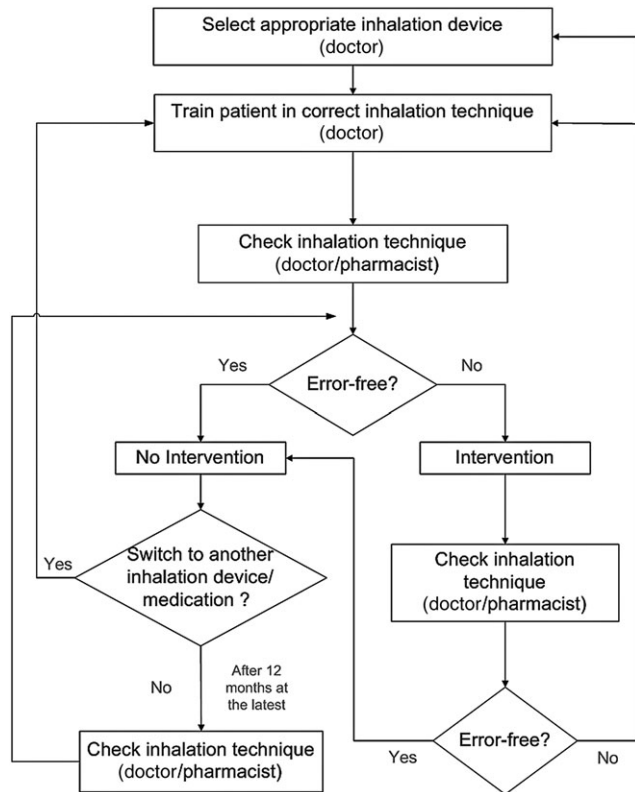 Select appropriate inhalation device
(doctor)
Train patient in correct inhalation technique
(doctor)
Check inhalation technique
(doctor/pharmacist)
Yes
Error-free?
No
No Intervention
Intervention
Yes
Switch to another
inhalation device/
medication ?
Check inhalation
technique
(doctor/pharmacist)
No
After 12
months at
the latest
Check inhalation technique
(doctor/pharmacist)
Yes
Error-free?
No